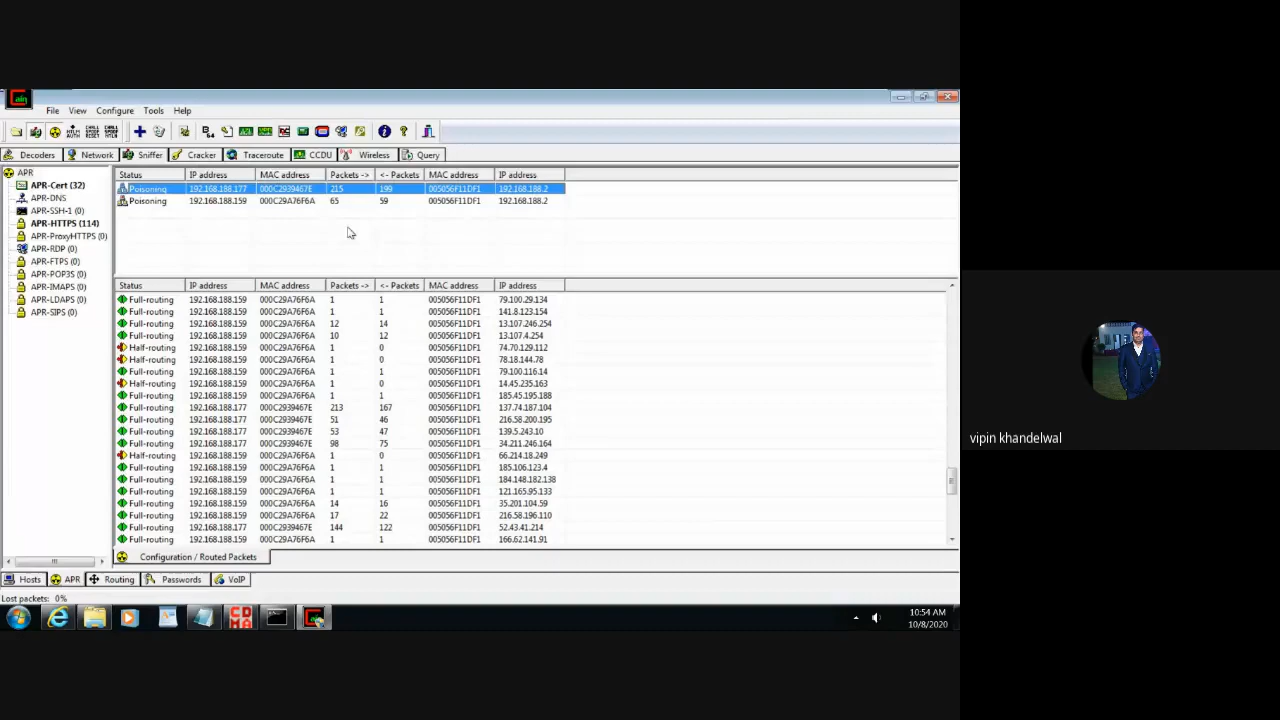 Cain
File View Configure Tools Help
Decoders Network Sniffer Cracker Traceroute CCDU Wireless Query
APR
APR-Cert (32)
APR-DNS
APR-SSH-1 (0)
APR-HTTPS (114)
APR-ProxyHTTPS (0)
APR-RDP (0)
APR-FTPS (0)
APR-POP3S (0)
APR-IMAPS (0)
APR-LDAPS (0)
APR-SIPS (0)
Status IP address MAC address Packets -> <- Packets MAC address IP address
Poisoning 192.168.188.177 000C2939467E 215 199 005056F11DF1 192.168.188.2
Poisoning 192.168.188.159 000C29A76F6A 65 59 005056F11DF1 192.168.188.2
Status IP address MAC address Packets -> <- Packets MAC address IP address
Full-routing 192.168.188.159 000C29A76F6A 1 1 005056F11DF1 79.100.29.134
Full-routing 192.168.188.159 000C29A76F6A 1 1 005056F11DF1 141.8.123.154
Full-routing 192.168.188.159 000C29A76F6A 12 14 005056F11DF1 13.107.246.254
Full-routing 192.168.188.159 000C29A76F6A 10 12 005056F11DF1 13.107.4.254
Half-routing 192.168.188.159 000C29A76F6A 1 0 005056F11DF1 74.70.129.112
Half-routing 192.168.188.159 000C29A76F6A 1 0 005056F11DF1 78.18.144.78
Full-routing 192.168.188.159 000C29A76F6A 1 1 005056F11DF1 79.100.116.14
Half-routing 192.168.188.159 000C29A76F6A 1 0 005056F11DF1 14.45.235.163
Full-routing 192.168.188.159 000C29A76F6A 1 1 005056F11DF1 185.45.195.188
Full-routing 192.168.188.177 000C2939467E 213 167 005056F11DF1 137.74.187.104
Full-routing 192.168.188.177 000C2939467E 51 46 005056F11DF1 216.58.200.195
Full-routing 192.168.188.177 000C2939467E 53 47 005056F11DF1 139.5.243.10
Full-routing 192.168.188.177 000C2939467E 98 75 005056F11DF1 34.211.246.164
Half-routing 192.168.188.159 000C29A76F6A 1 0 005056F11DF1 66.214.18.249
Full-routing 192.168.188.159 000C29A76F6A 1 1 005056F11DF1 185.106.123.4
Full-routing 192.168.188.159 000C29A76F6A 1 1 005056F11DF1 184.148.182.138
Full-routing 192.168.188.159 000C29A76F6A 1 1 005056F11DF1 121.165.95.133
Full-routing 192.168.188.159 000C29A76F6A 14 16 005056F11DF1 35.201.104.59
Full-routing 192.168.188.159 000C29A76F6A 17 22 005056F11DF1 216.58.196.110
Full-routing 192.168.188.177 000C2939467E 144 122 005056F11DF1 52.43.41.214
Full-routing 192.168.188.159 000C29A76F6A 1 1 005056F11DF1 166.62.141.91
Configuration / Routed Packets
Hosts APR Routing Passwords VoIP
Lost packets: 0%
10:54 AM
10/8/2020
vipin khandelwal